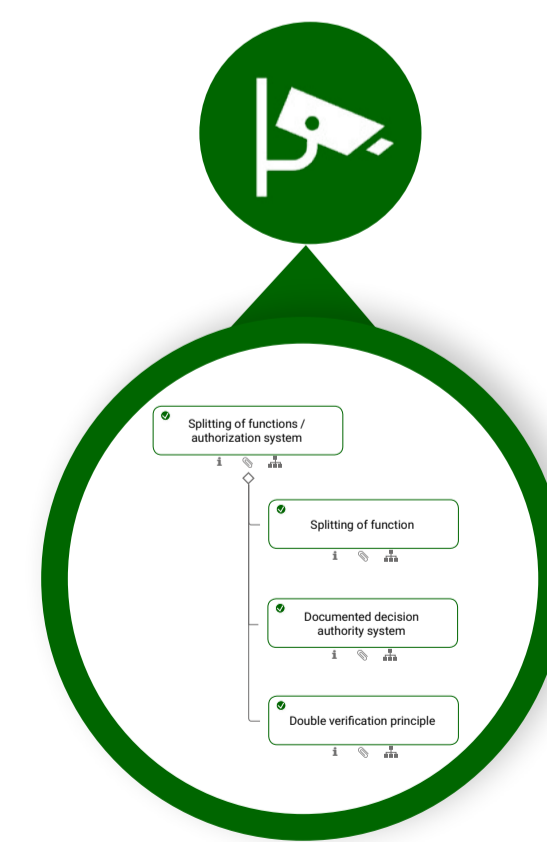 Splitting of functions /
authorization system
Splitting of function
Documented decision
authority system
Double verification principle